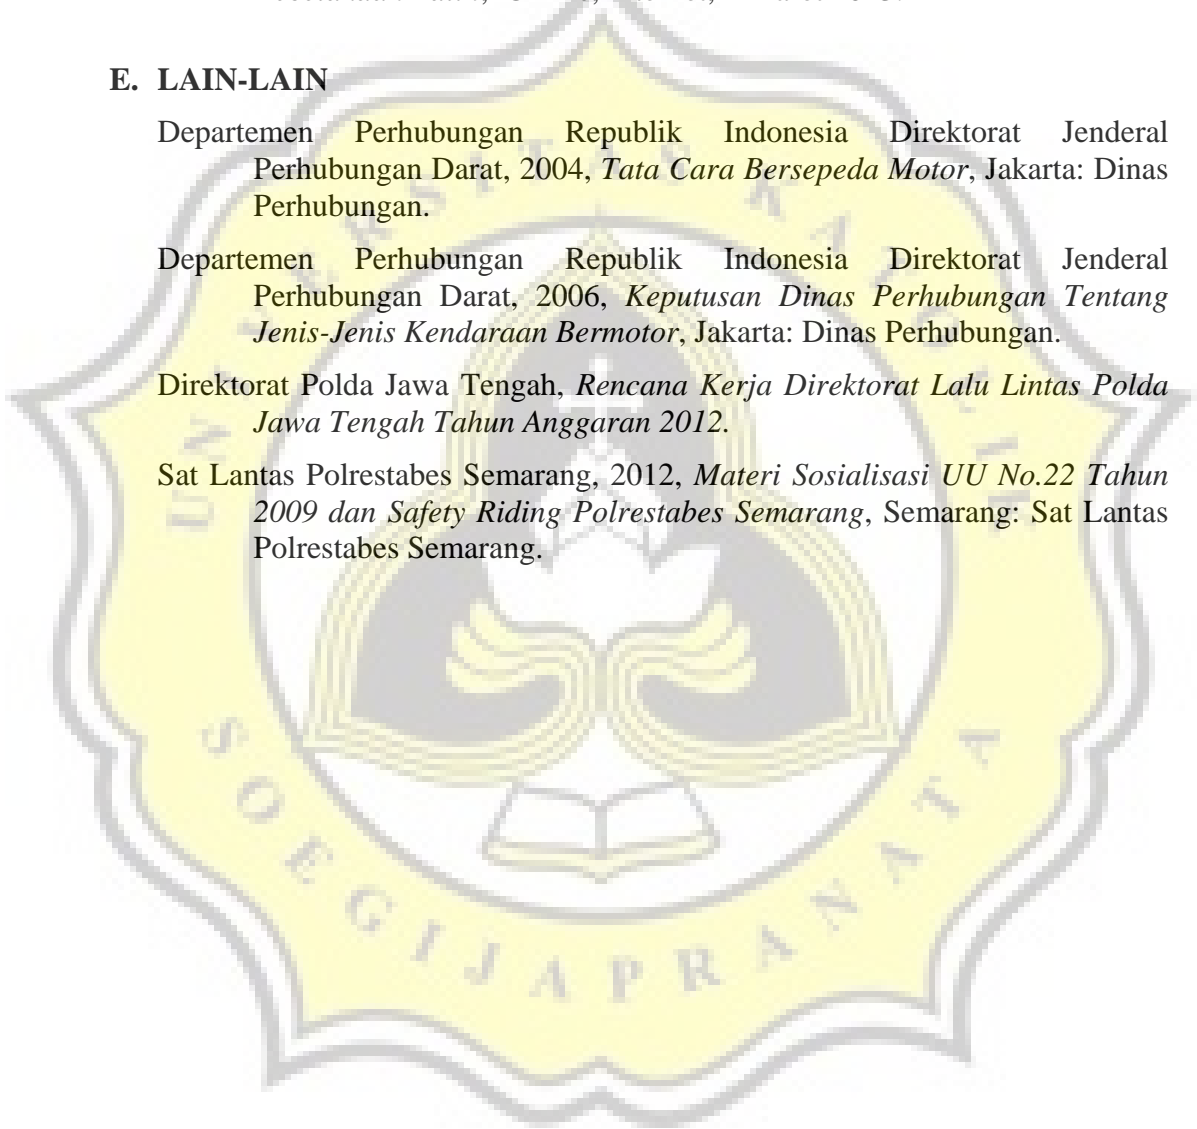 E. LAIN-LAIN
Departemen Perhubungan Republik Indonesia Direktorat Jenderal
Perhubungan Darat, 2004, Tata Cara Bersepeda Motor, Jakarta: Dinas
Perhubungan.
Departemen Perhubungan Republik Indonesia Direktorat Jenderal
Perhubungan Darat, 2006, Keputusan Dinas Perhubungan Tentang
Jenis-Jenis Kendaraan Bermotor, Jakarta: Dinas Perhubungan.
Direktorat Polda Jawa Tengah, Rencana Kerja Direktorat Lalu Lintas Polda
Jawa Tengah Tahun Anggaran 2012.
Sat Lantas Polrestabes Semarang, 2012, Materi Sosialisasi UU No.22 Tahun
2009 dan Safety Riding Polrestabes Semarang, Semarang: Sat Lantas
Polrestabes Semarang.
SOEGIJAPRANATA